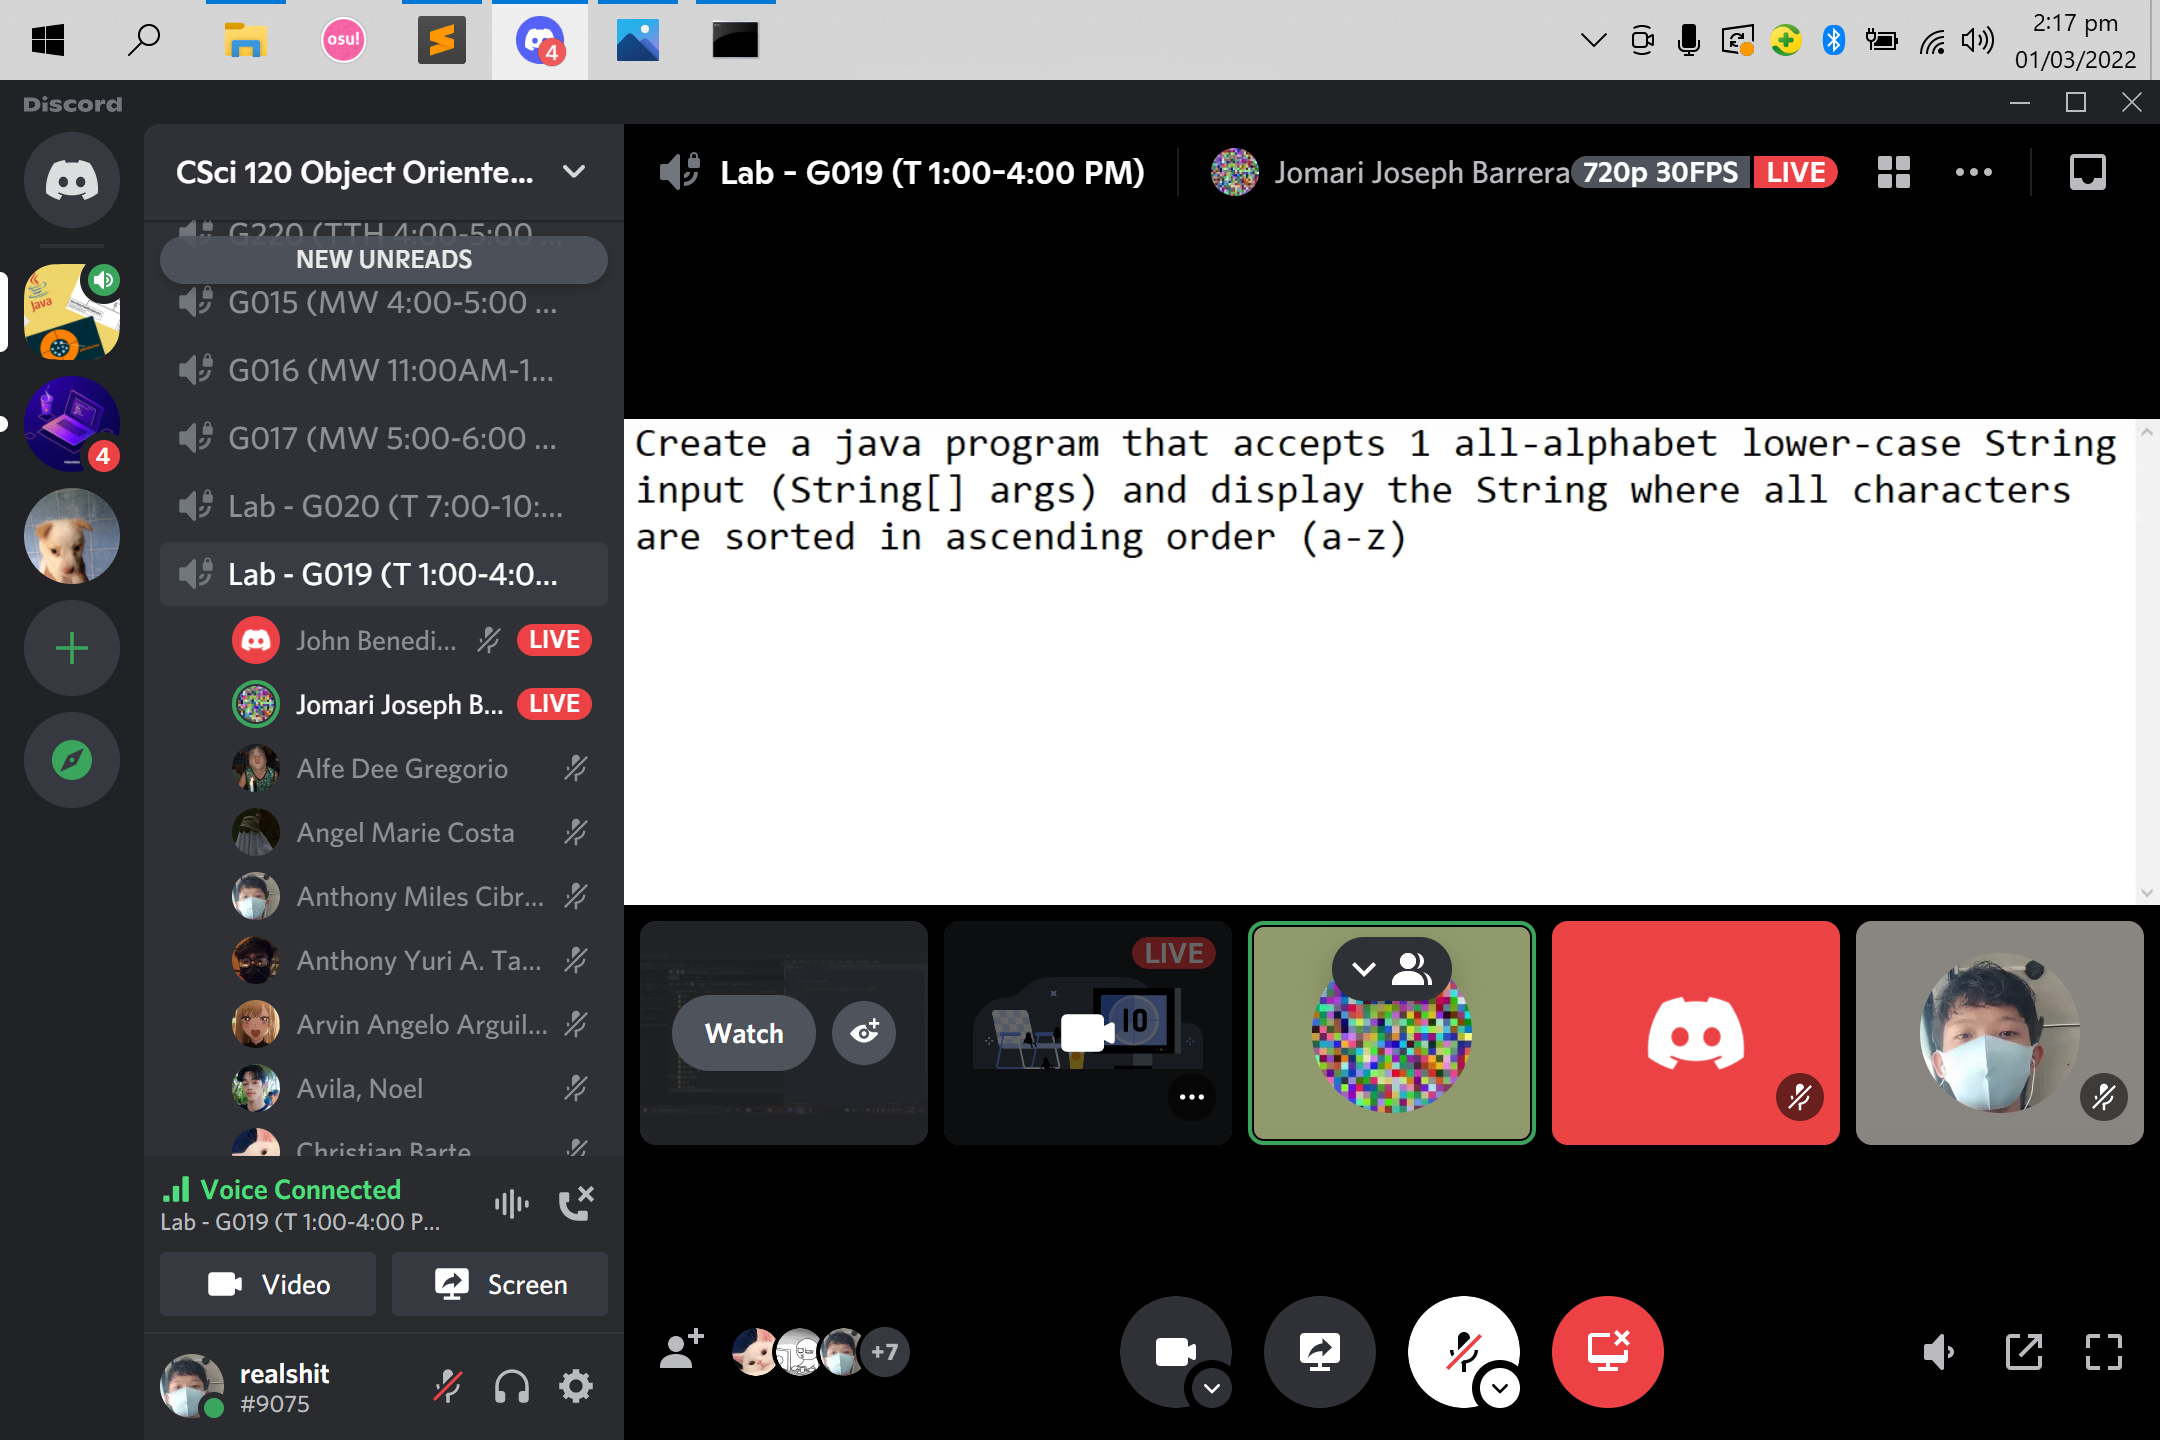 osu!
4
2:17 pm
01/03/2022
Discord
CSci 120 Object Oriente...
Lab - G019 (T 1:00-4:00 PM)
Jomari Joseph Barrera
720p 30FPS
LIVE
G220 (TTH 4:00-5:00 ...
NEW UNREADS
G015 (MW 4:00-5:00 ...
G016 (MW 11:00AM-1...
G017 (MW 5:00-6:00 ...
Lab - G020 (T 7:00-10:...
Lab - G019 (T 1:00-4:0...
Java
4
John Benedi...
LIVE
Jomari Joseph B...
LIVE
Alfe Dee Gregorio
Angel Marie Costa
Anthony Miles Cibr...
Anthony Yuri A. Ta...
Arvin Angelo Arguil...
Avila, Noel
Christian Barte
Voice Connected
Lab - G019 (T 1:00-4:00 P...
Video
Screen
realshit
#9075
Create a java program that accepts 1 all-alphabet lower-case String
input (String[] args) and display the String where all characters
are sorted in ascending order (a-z)
Watch
LIVE
10
+7